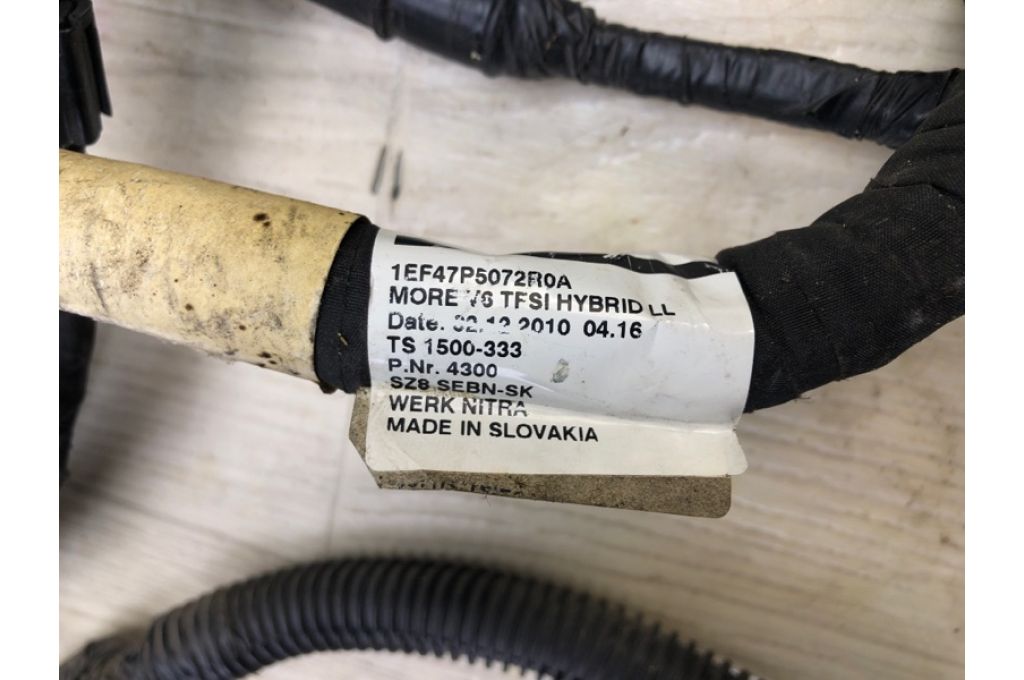 1EF47P5072R0A
MORE V6 TFSI HYBRID LL
Date: 02.12.2010 04.16
TS 1500-333
P.Nr. 4300
SZ8 SEBN-SK
WERK NITRA
MADE IN SLOVAKIA